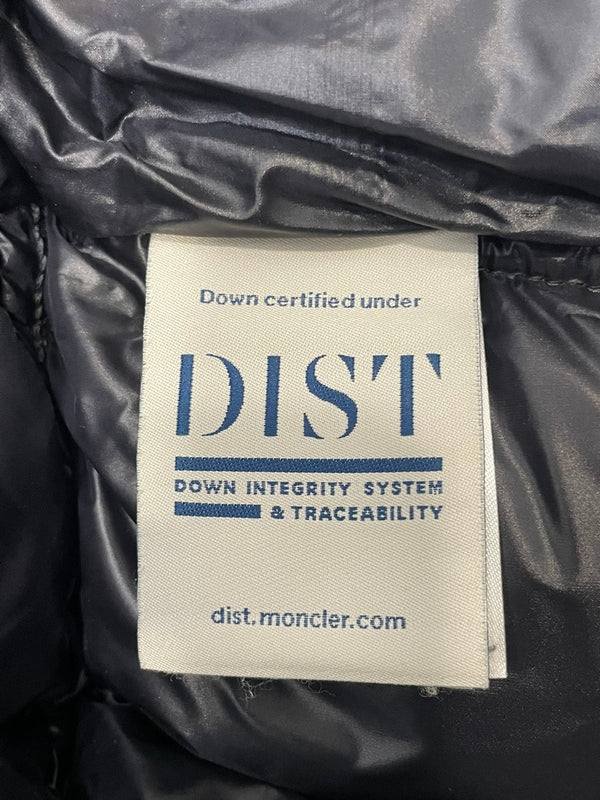 Down certified under
DIST
DOWN INTEGRITY SYSTEM
& TRACEABILITY
dist.moncler.com